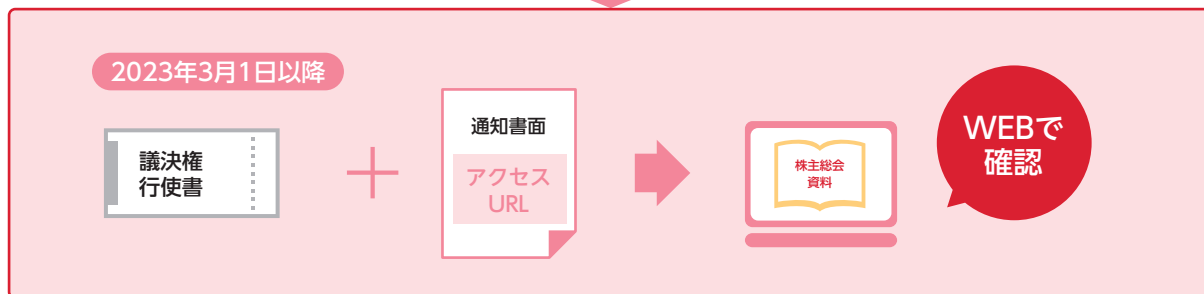 2023年3月1日以降
議決権
行使書
通知書面
アクセス
URL
株主総会
資料
WEBで
確認